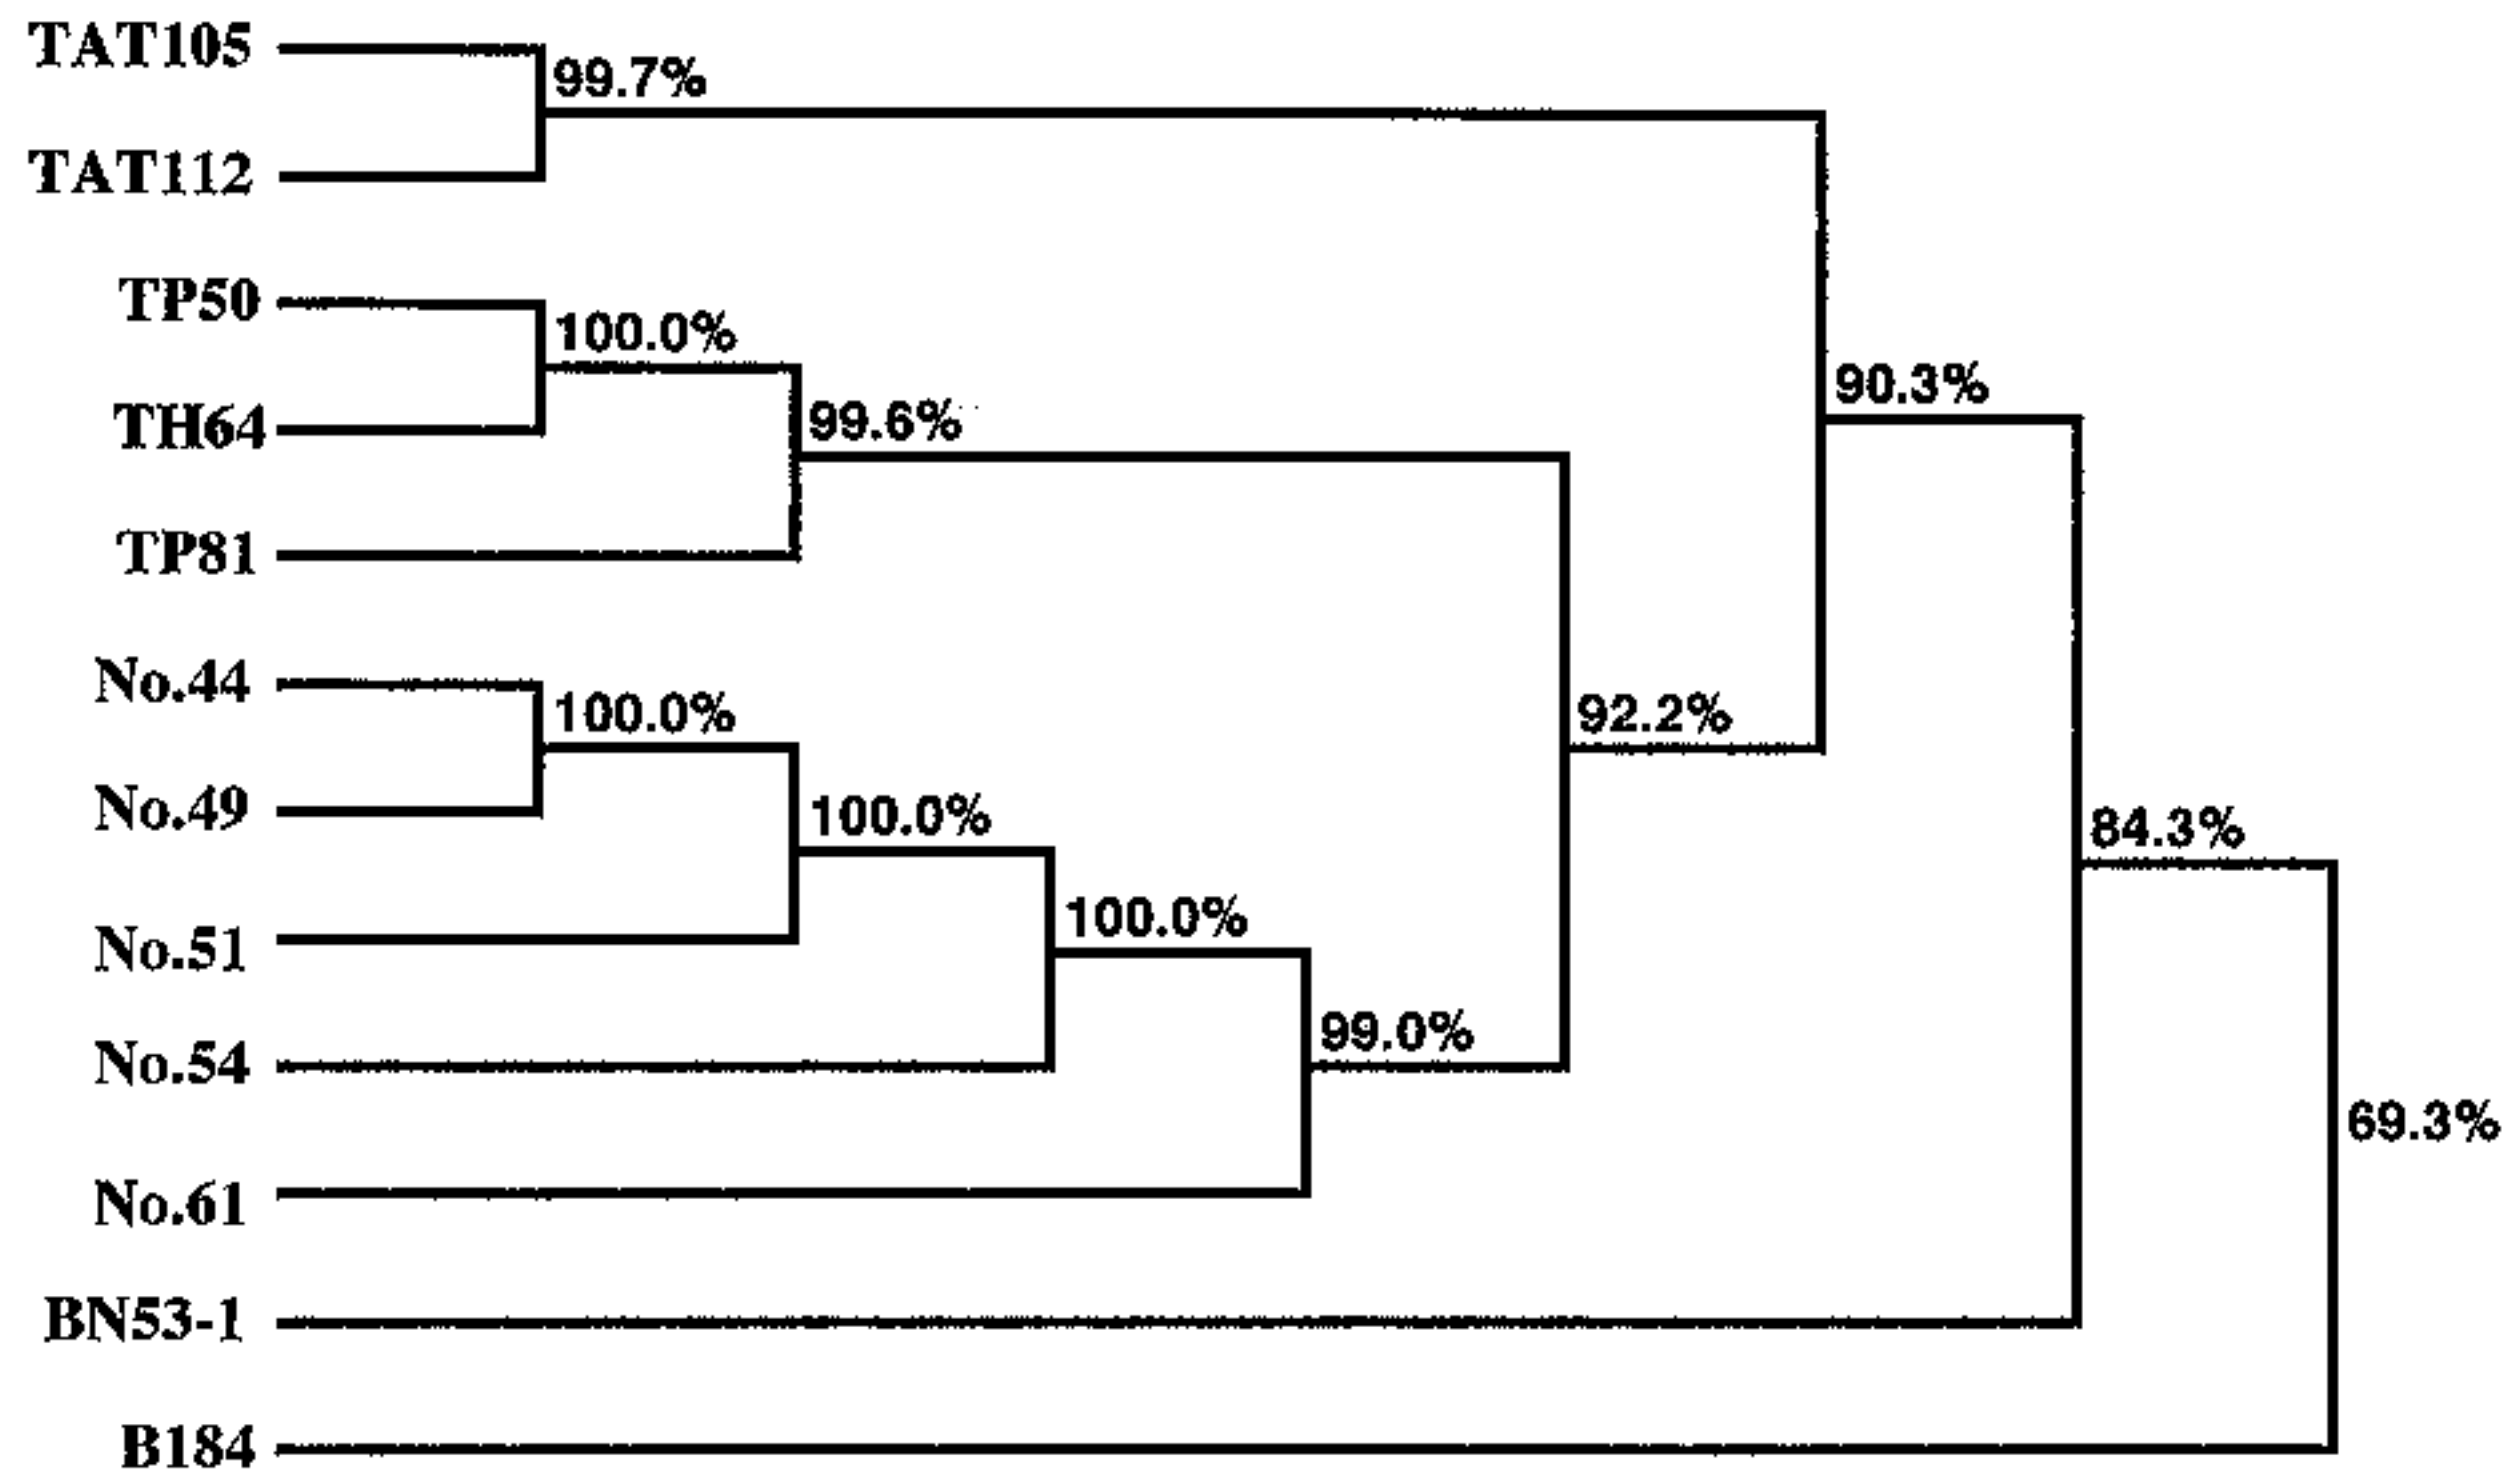 TAT105
99.7%
TAT112
TP50
100.0%
TH64
99.6%
90.3%
TP81
No.44
100.0%
92.2%
No.49
100.0%
84.3%
No.51
100.0%
No.54
99.0%
69.3%
No.61
BN53-1
B184